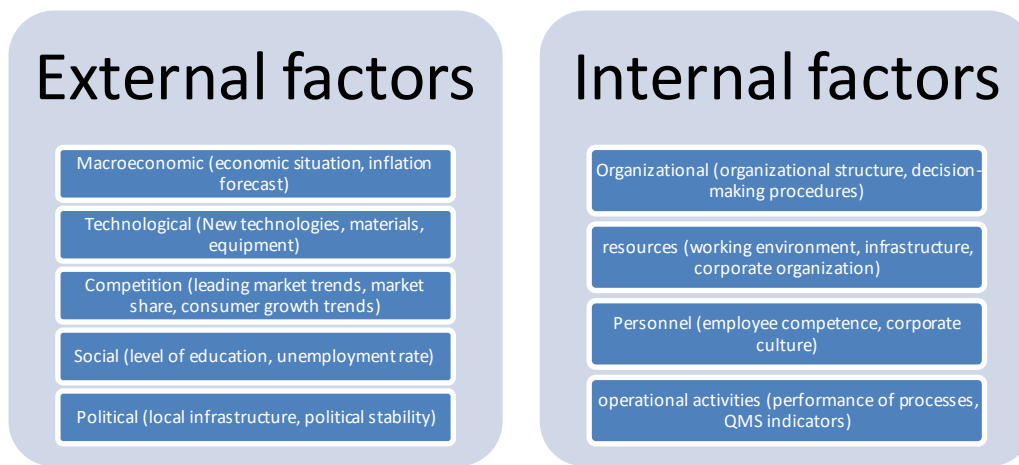 External factors
Macroeconomic (economic situation, inflation
forecast)
Technological (New technologies, materials,
equipment)
Competition (leading market trends, market
share, consumer growth trends)
Social (level of education, unemployment rate)
Political (local infrastructure, political stability)
Internal factors
Organizational (organizational structure, decision-
making procedures)
resources (working environment, infrastructure,
corporate organization)
Personnel (employee competence, corporate
culture)
operational activities (performance of processes,
QMS indicators)